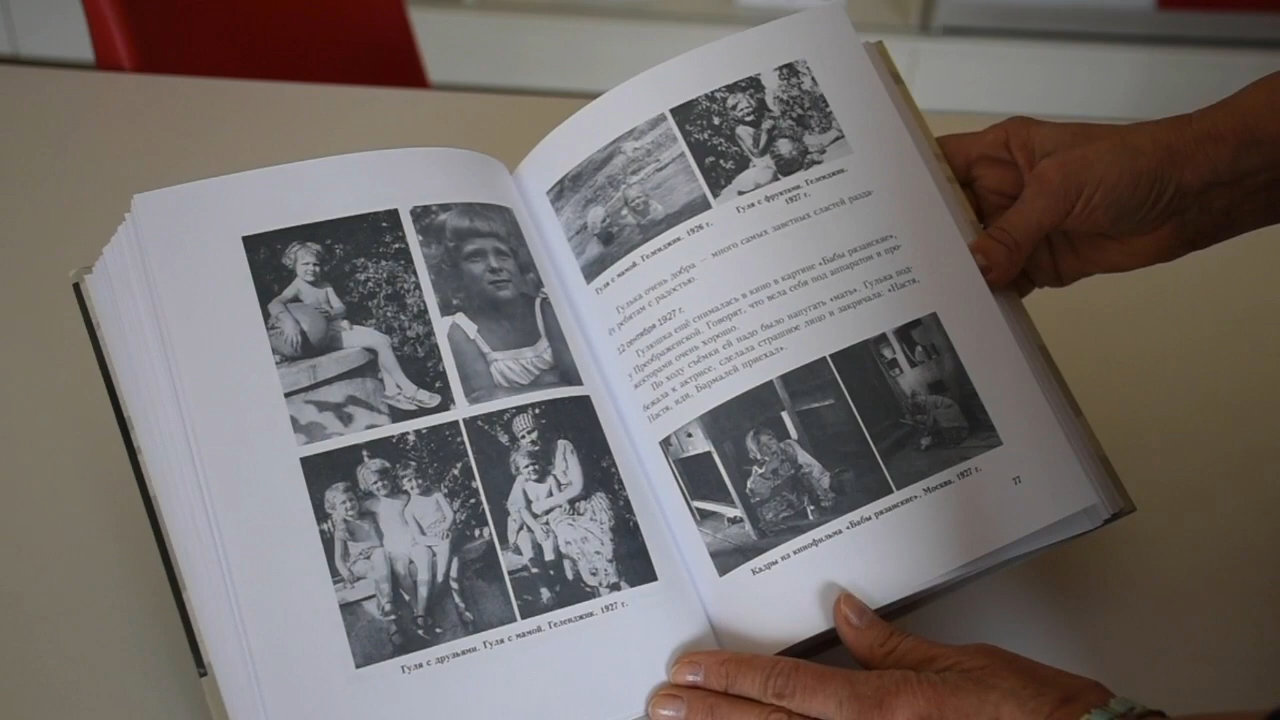 Гуля с друзьями. Гуля с мамой. Геленджик. 1927 г.
Гуля с мамой. Геленджик. 1926 г.
Гуля с фруктами. Геленджик.
1927 г.
Гулька очень добра — много самых заветных сластей разда-
ёт ребятам с радостью.
12 сентября 1927 г.
Гулюшка ещё снималась в кино в картине «Бабы рязанские»,
у Преображенской. Говорят, что вела себя под аппаратом и про-
жекторами очень хорошо.
По ходу съёмки ей надо было напугать «мать». Гулька под-
бежала к актрисе, сделала страшное лицо и закричала: «Настя,
Настя, иди, Бармалей приехал».
Кадры из кинофильма «Бабы рязанские». Москва. 1927 г.
77